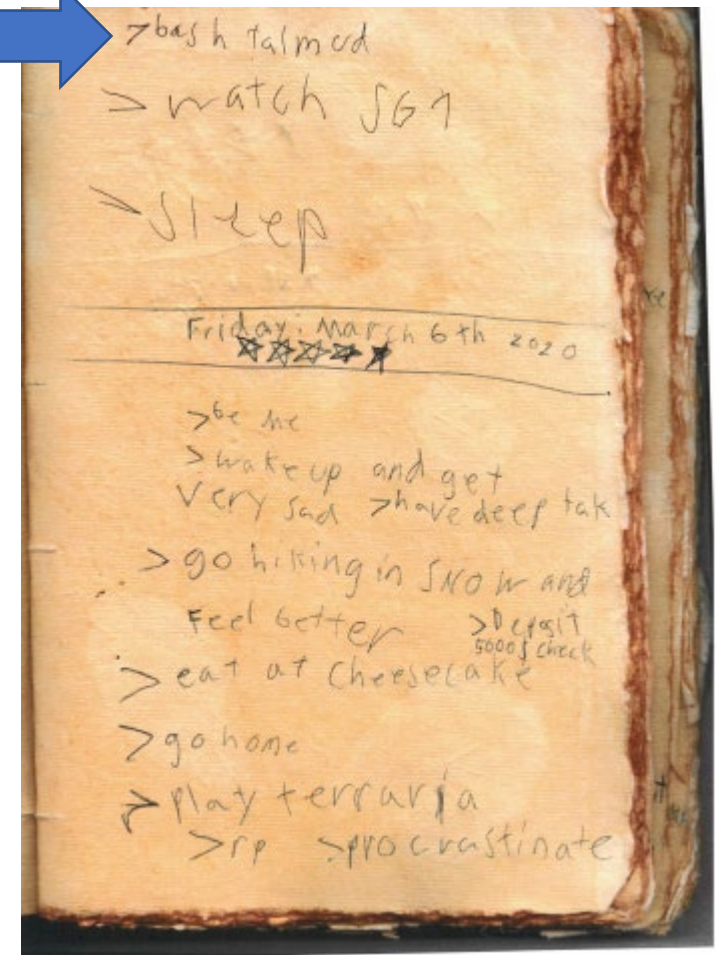 >bash talmud
>watch SG1
>sleep
Friday. March 6th 2020
>be me
>wake up and get
very sad >have deep tak
>go hiking in SNOW and
Feel better >Deposit
5000$ check
>eat at Cheesecake
>go home
>play terraria
>rp >procrastinate